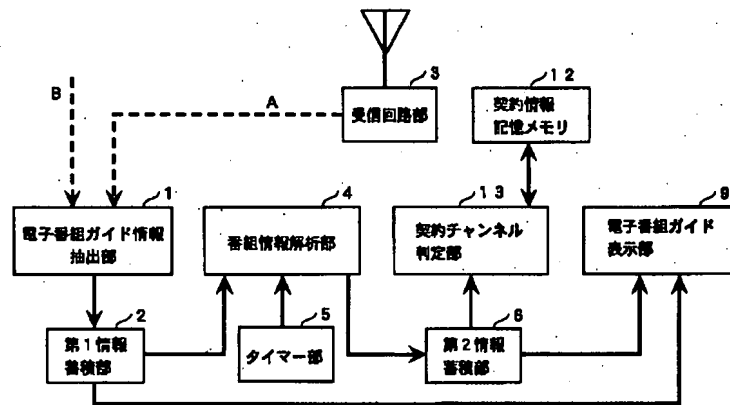 3
受信回路部
12
契約情報
記憶メモリ
B
A
1
電子番組ガイド情報
抽出部
4
番組情報解析部
13
契約チャンネル
判定部
9
電子番組ガイド
表示部
2
第1情報
蓄積部
5
タイマー部
6
第2情報
蓄積部